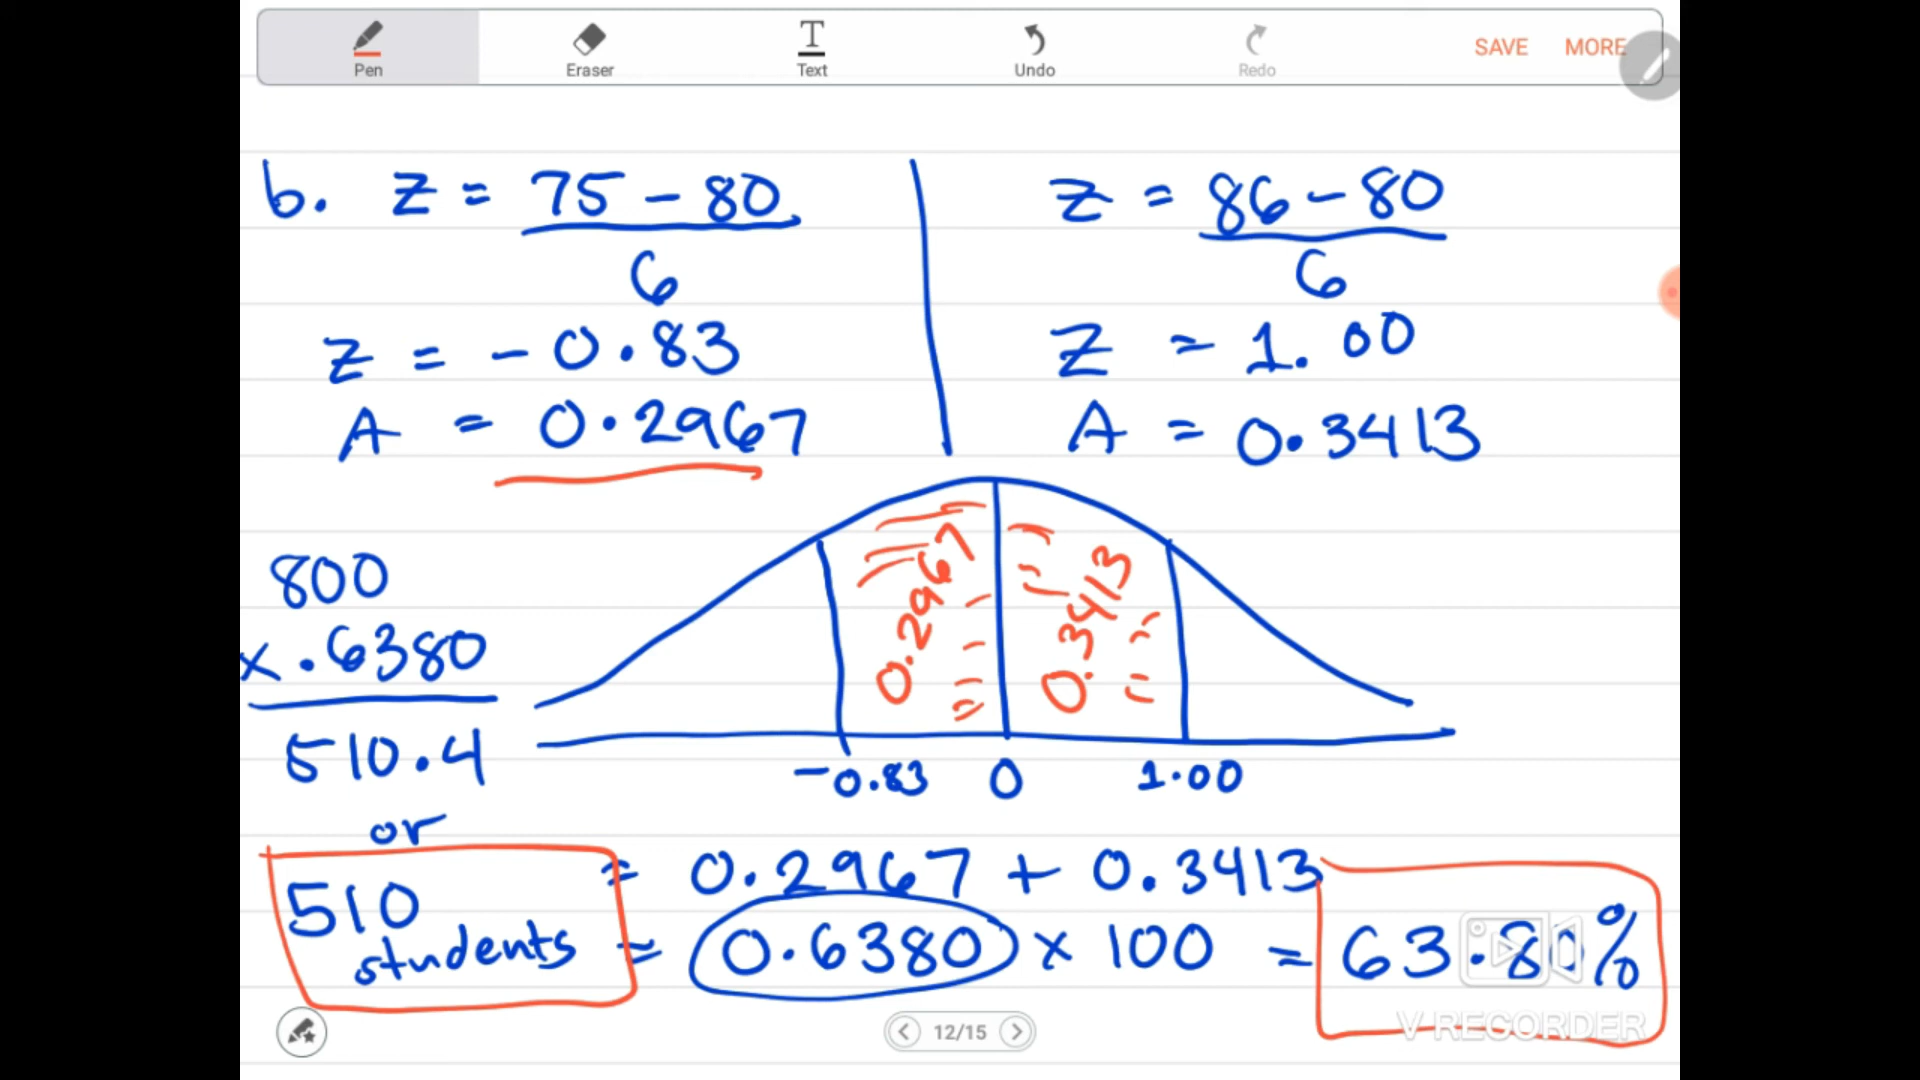 Pen Eraser Text Undo Redo SAVE MORE
b. Z = 75 - 80
6
Z = -0.83
A = 0.2967
Z = 86 - 80
6
Z = 1.00
A = 0.3413
0.2967 0.3413
-0.83 0 1.00
800
x .6380
510.4
or
510
students
= 0.2967 + 0.3413
= 0.6380 x 100 = 63.80%
12/15
V RECORDER